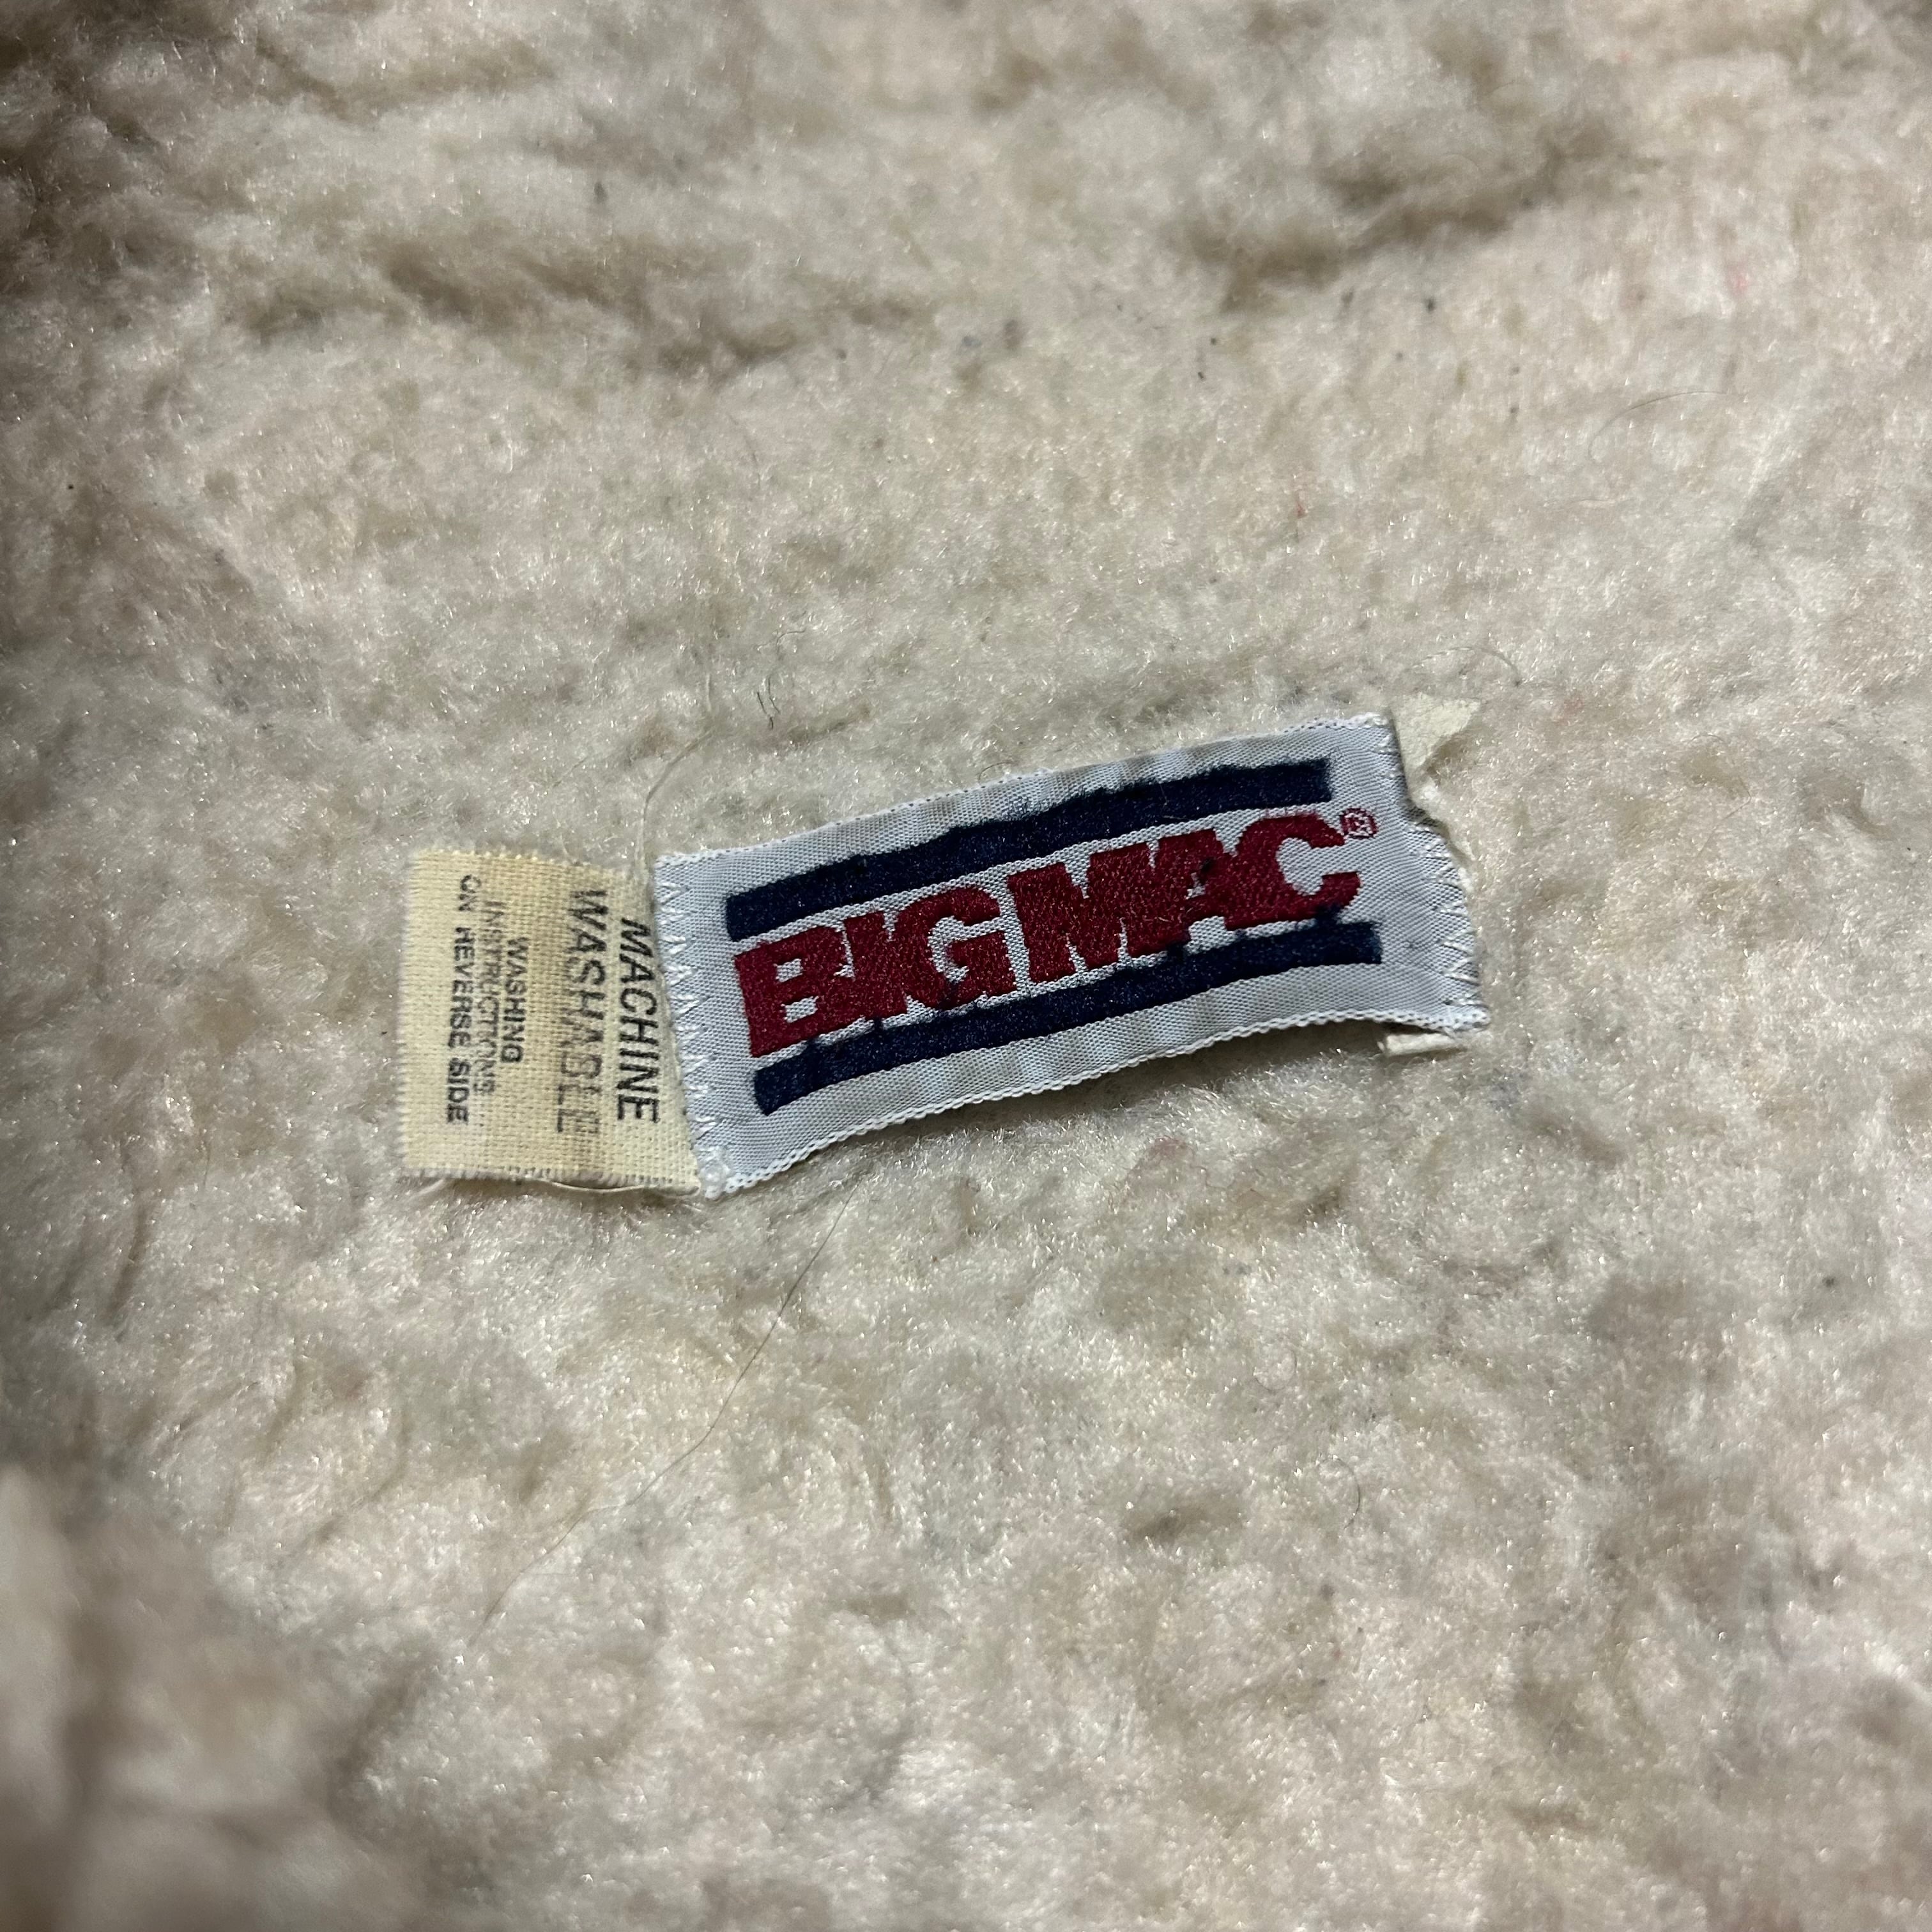 BIG MAC®
MACHINE
WASHABLE
WASHING
INSTRUCTIONS
ON REVERSE SIDE